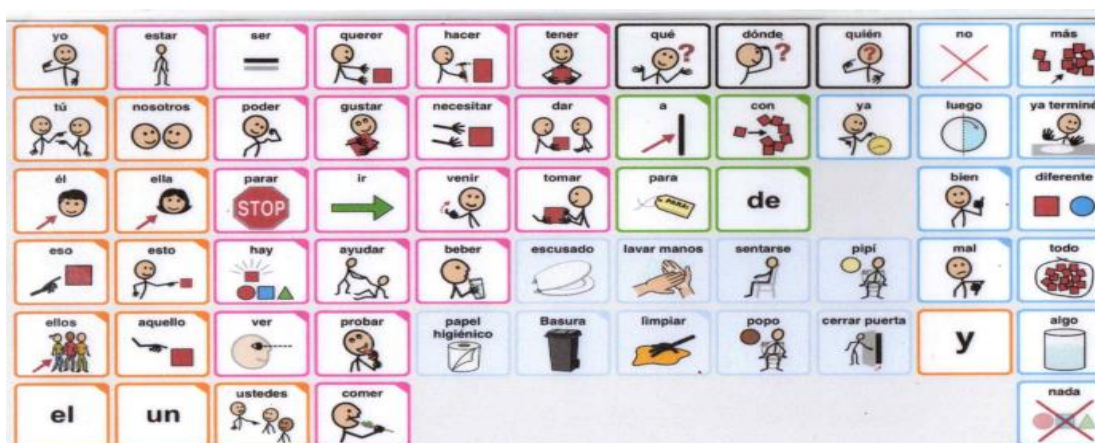 yo
estar
ser
querer
hacer
tener
qué
?
dónde
?
quién
?
no
más
tú
nosotros
poder
gustar
necesitar
dar
a
con
ya
luego
ya terminé
él
ella
parar
STOP
ir
venir
tomar
para
PARA:
de
bien
diferente
eso
esto
hay
ayudar
beber
escusado
lavar manos
sentarse
pipí
mal
todo
ellos
aquello
ver
probar
papel
higiénico
Basura
limpiar
popo
cerrar puerta
y
algo
el
un
ustedes
comer
nada